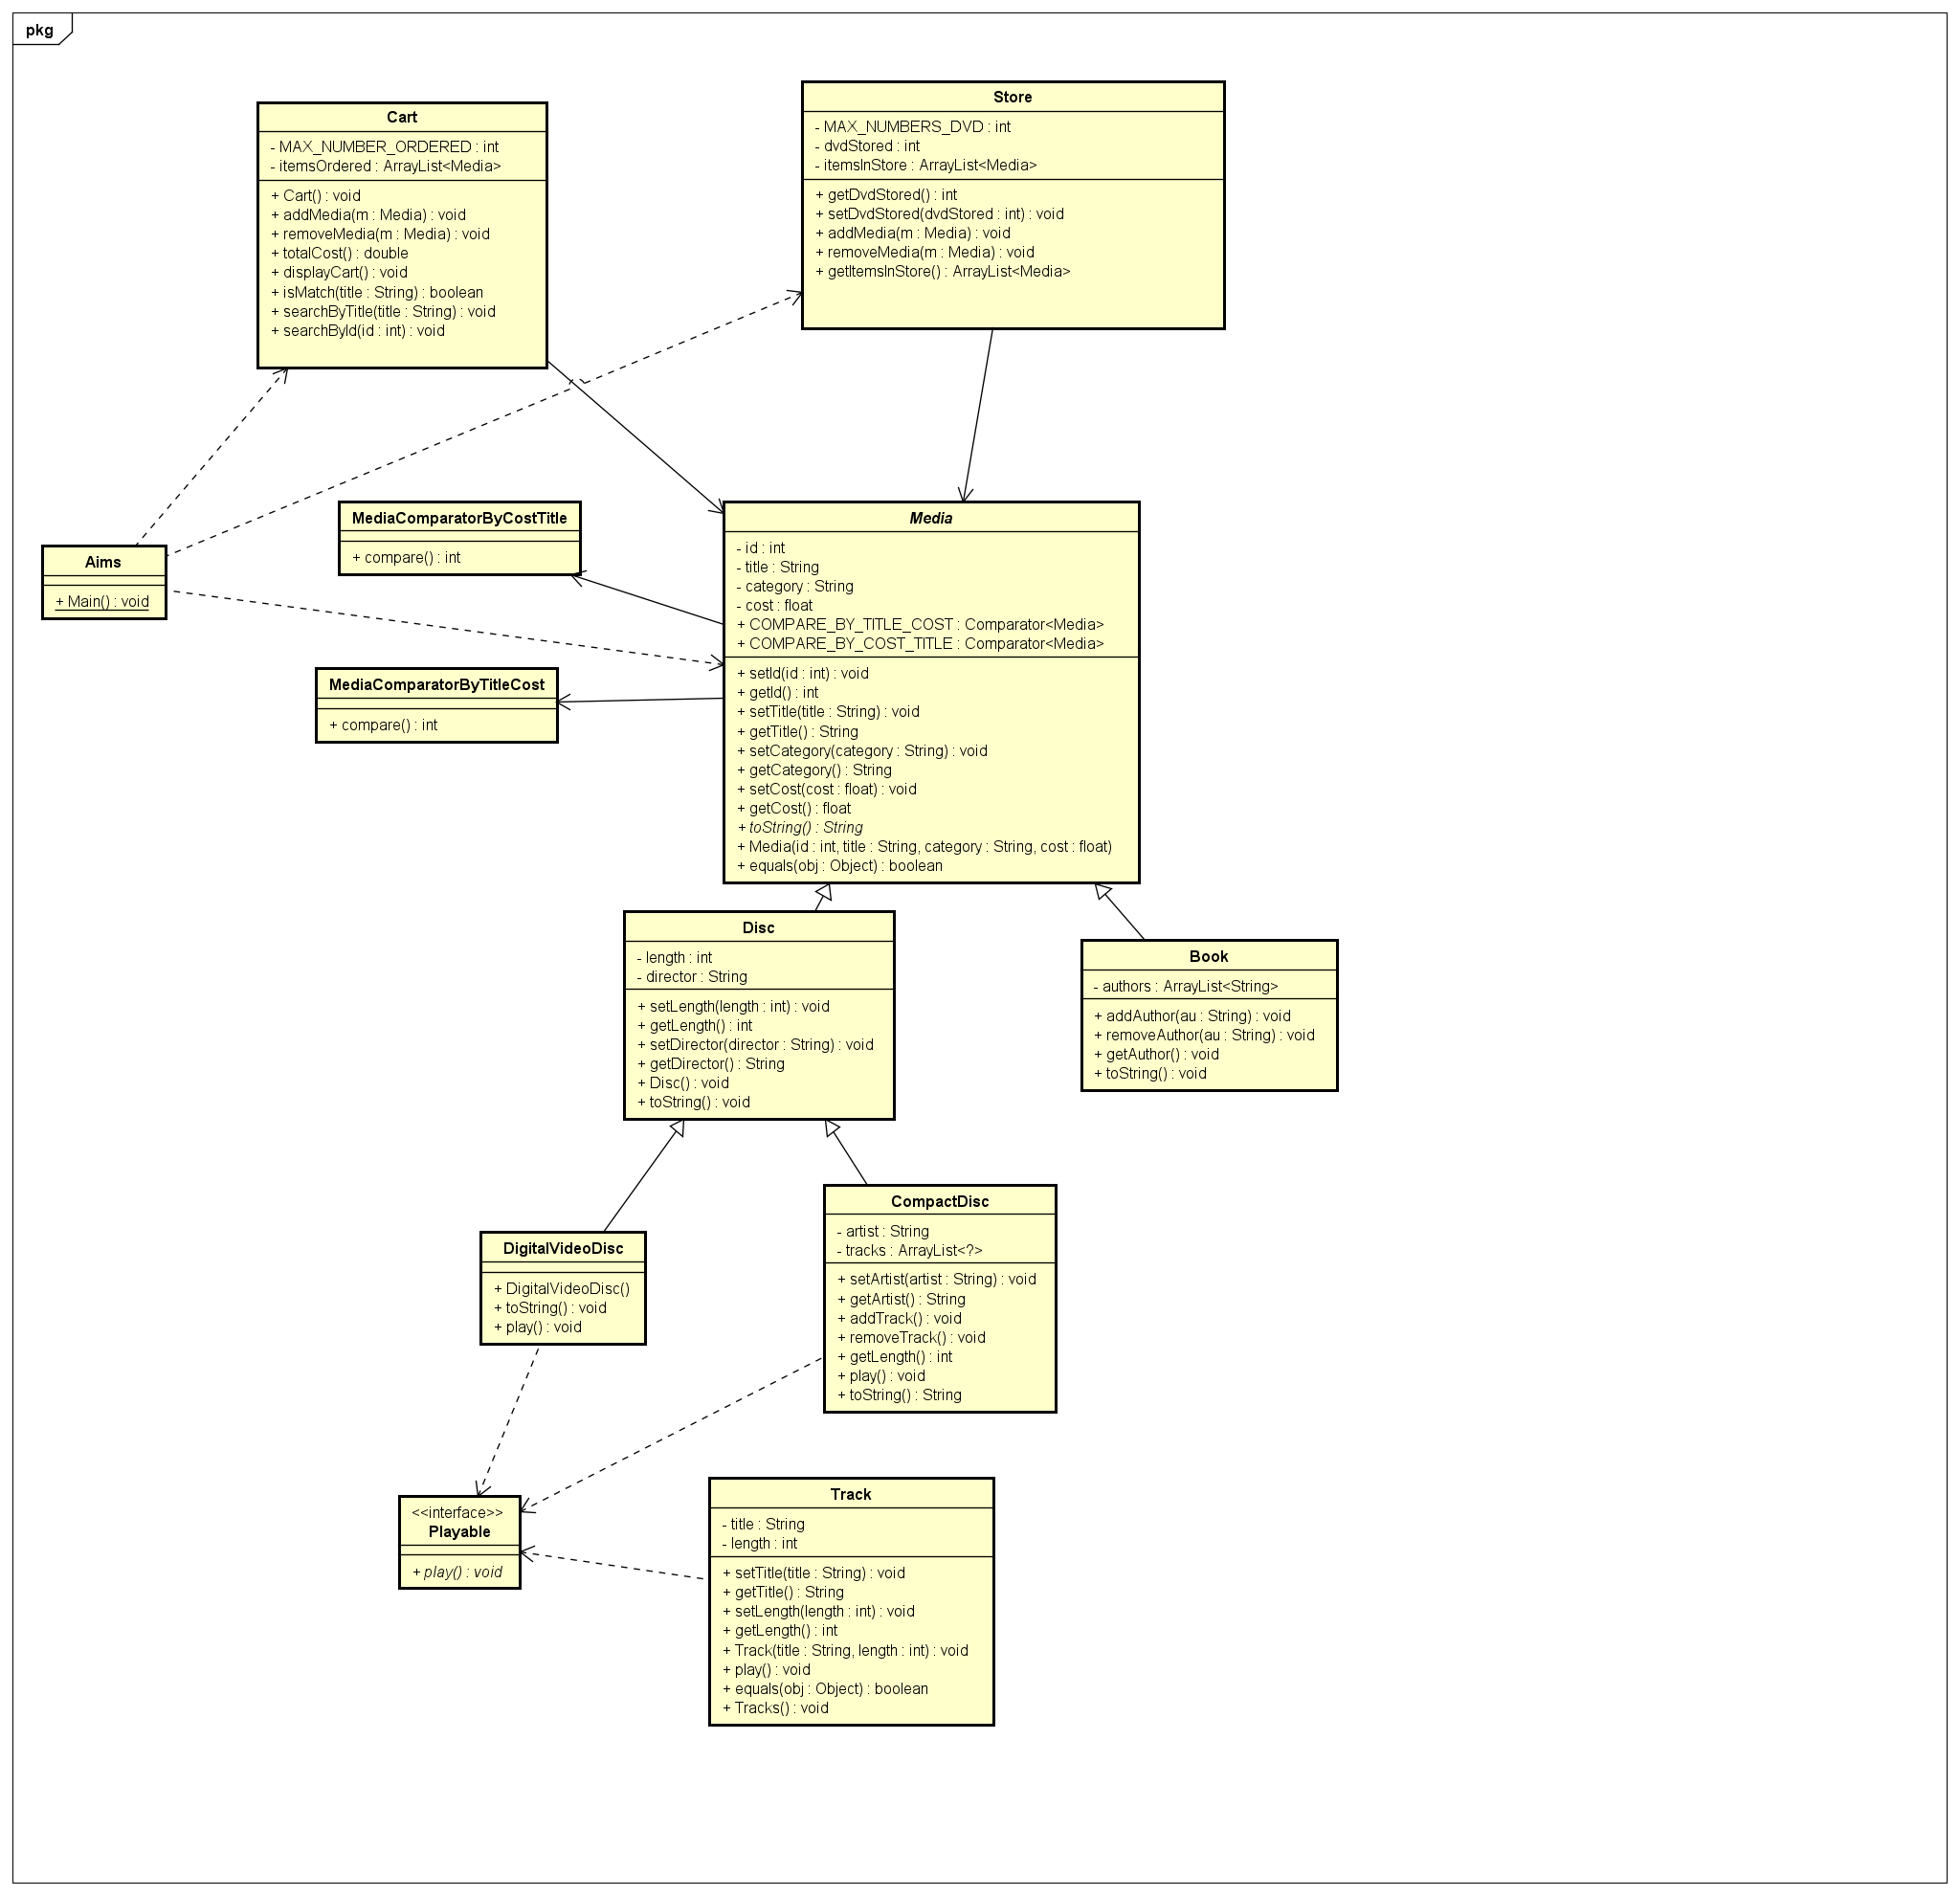 pkg
Cart
- MAX_NUMBER_ORDERED : int
- itemsOrdered : ArrayList<Media>
+ Cart() : void
+ addMedia(m : Media) : void
+ removeMedia(m : Media) : void
+ totalCost() : double
+ displayCart() : void
+ isMatch(title : String) : boolean
+ searchByTitle(title : String) : void
+ searchById(id : int) : void
Store
- MAX_NUMBERS_DVD : int
- dvdStored : int
- itemsInStore : ArrayList<Media>
+ getDvdStored() : int
+ setDvdStored(dvdStored : int) : void
+ addMedia(m : Media) : void
+ removeMedia(m : Media) : void
+ getItemsInStore() : ArrayList<Media>
Aims
+ Main() : void
MediaComparatorByCostTitle
+ compare() : int
MediaComparatorByTitleCost
+ compare() : int
Media
- id : int
- title : String
- category : String
- cost : float
+ COMPARE_BY_TITLE_COST : Comparator<Media>
+ COMPARE_BY_COST_TITLE : Comparator<Media>
+ setId(id : int) : void
+ getId() : int
+ setTitle(title : String) : void
+ getTitle() : String
+ setCategory(category : String) : void
+ getCategory() : String
+ setCost(cost : float) : void
+ getCost() : float
+ toString() : String
+ Media(id : int, title : String, category : String, cost : float)
+ equals(obj : Object) : boolean
Disc
- length : int
- director : String
+ setLength(length : int) : void
+ getLength() : int
+ setDirector(director : String) : void
+ getDirector() : String
+ Disc() : void
+ toString() : void
Book
- authors : ArrayList<String>
+ addAuthor(au : String) : void
+ removeAuthor(au : String) : void
+ getAuthor() : void
+ toString() : void
DigitalVideoDisc
+ DigitalVideoDisc()
+ toString() : void
+ play() : void
CompactDisc
- artist : String
- tracks : ArrayList<?>
+ setArtist(artist : String) : void
+ getArtist() : String
+ addTrack() : void
+ removeTrack() : void
+ getLength() : int
+ play() : void
+ toString() : String
<<interface>>
Playable
+ play() : void
Track
- title : String
- length : int
+ setTitle(title : String) : void
+ getTitle() : String
+ setLength(length : int) : void
+ getLength() : int
+ Track(title : String, length : int) : void
+ play() : void
+ equals(obj : Object) : boolean
+ Tracks() : void